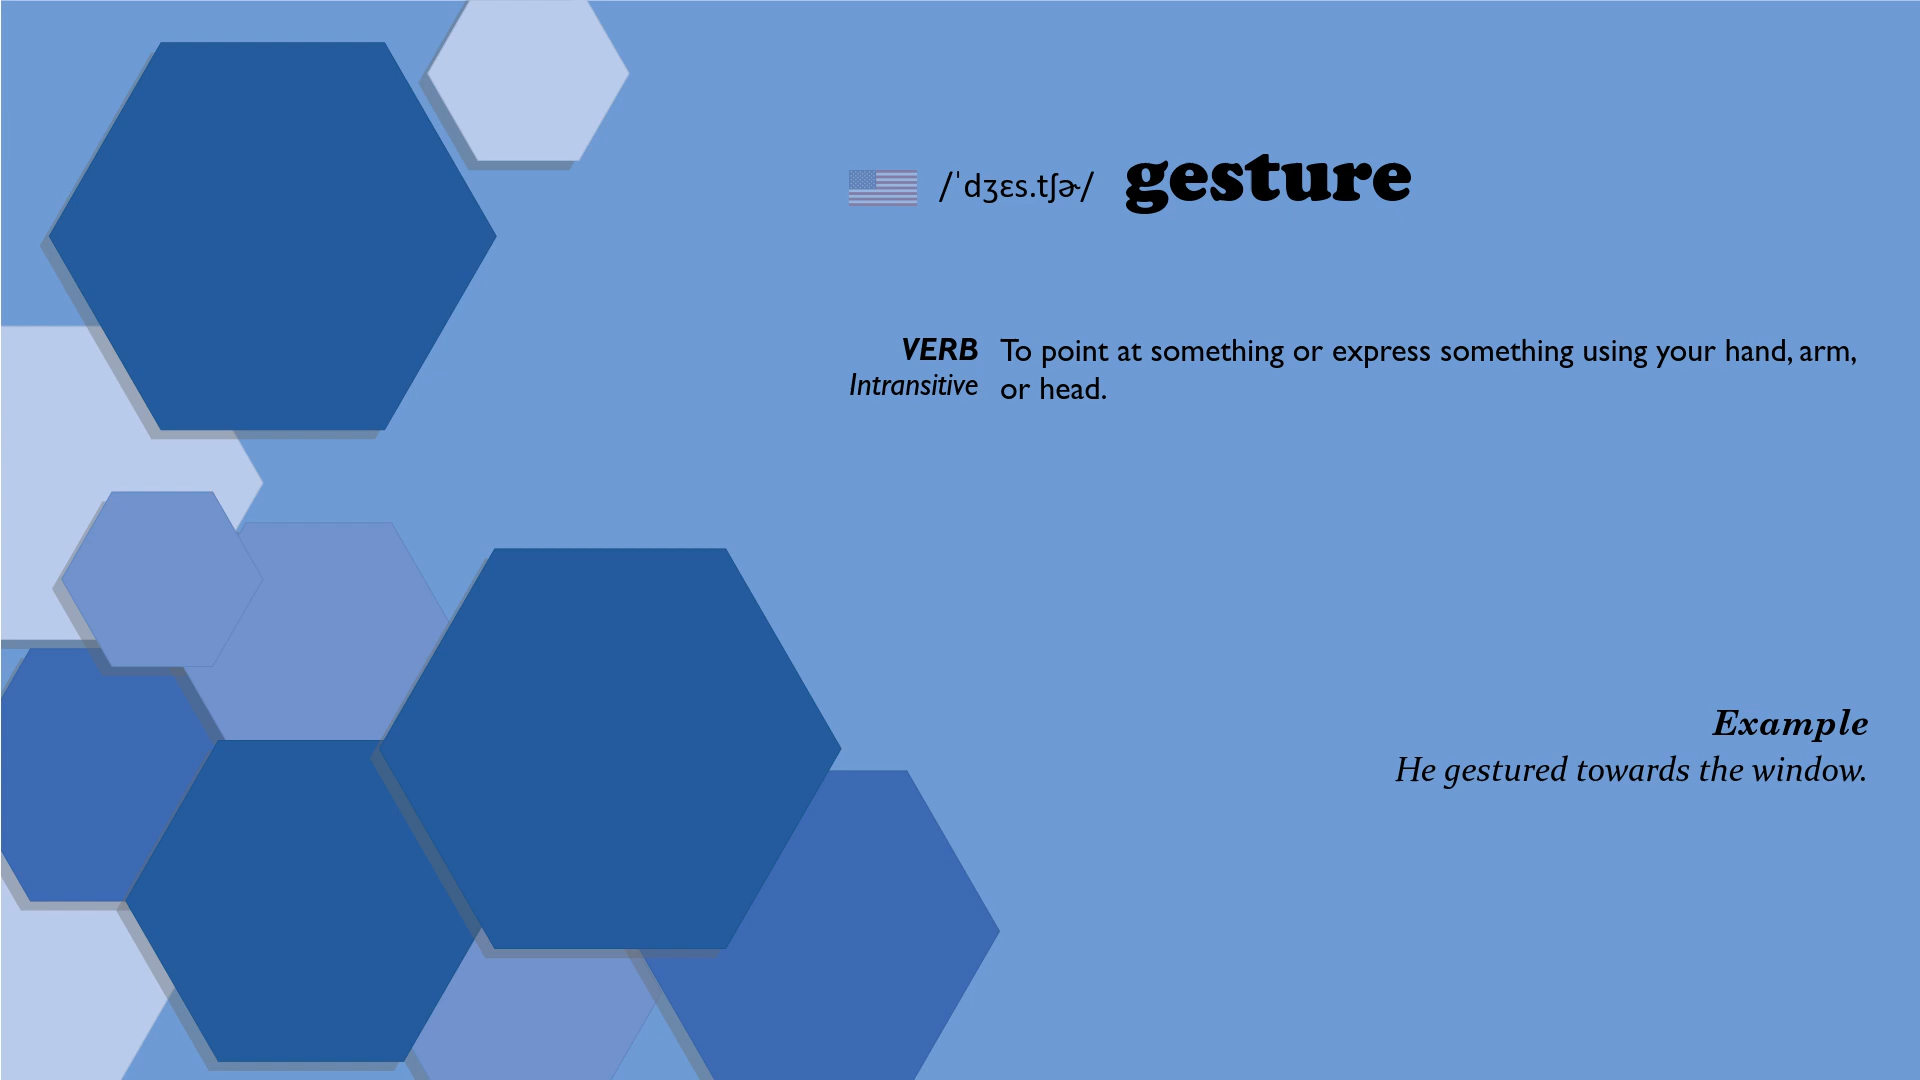 /ˈdʒɛs.tʃɚ/ gesture
VERB To point at something or express something using your hand, arm,
Intransitive or head.
Example
He gestured towards the window.